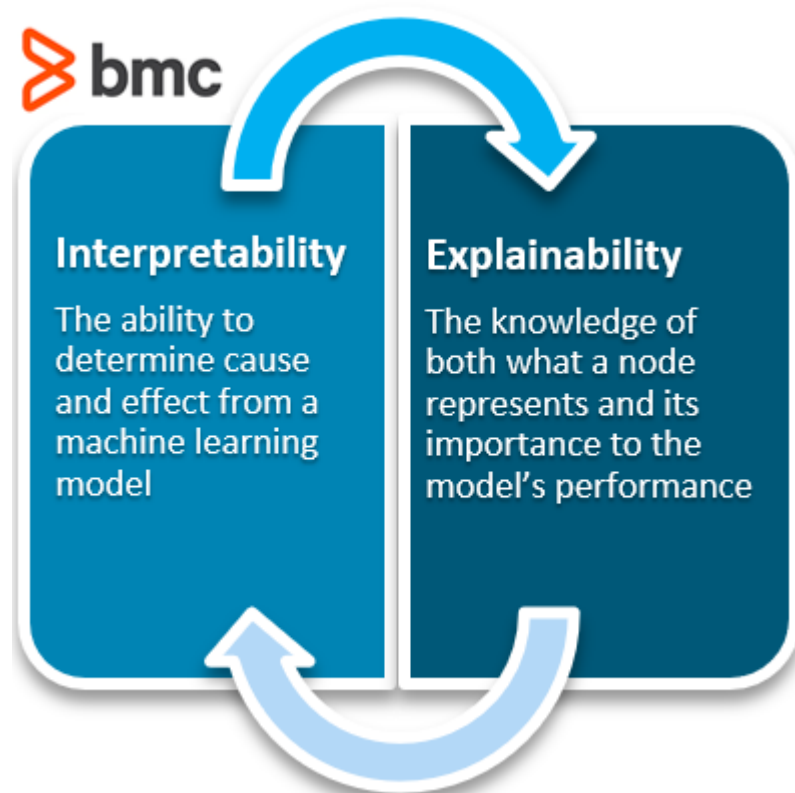 bmc
Interpretability
The ability to
determine cause
and effect from a
machine learning
model
Explainability
The knowledge of
both what a node
represents and its
importance to the
model’s performance